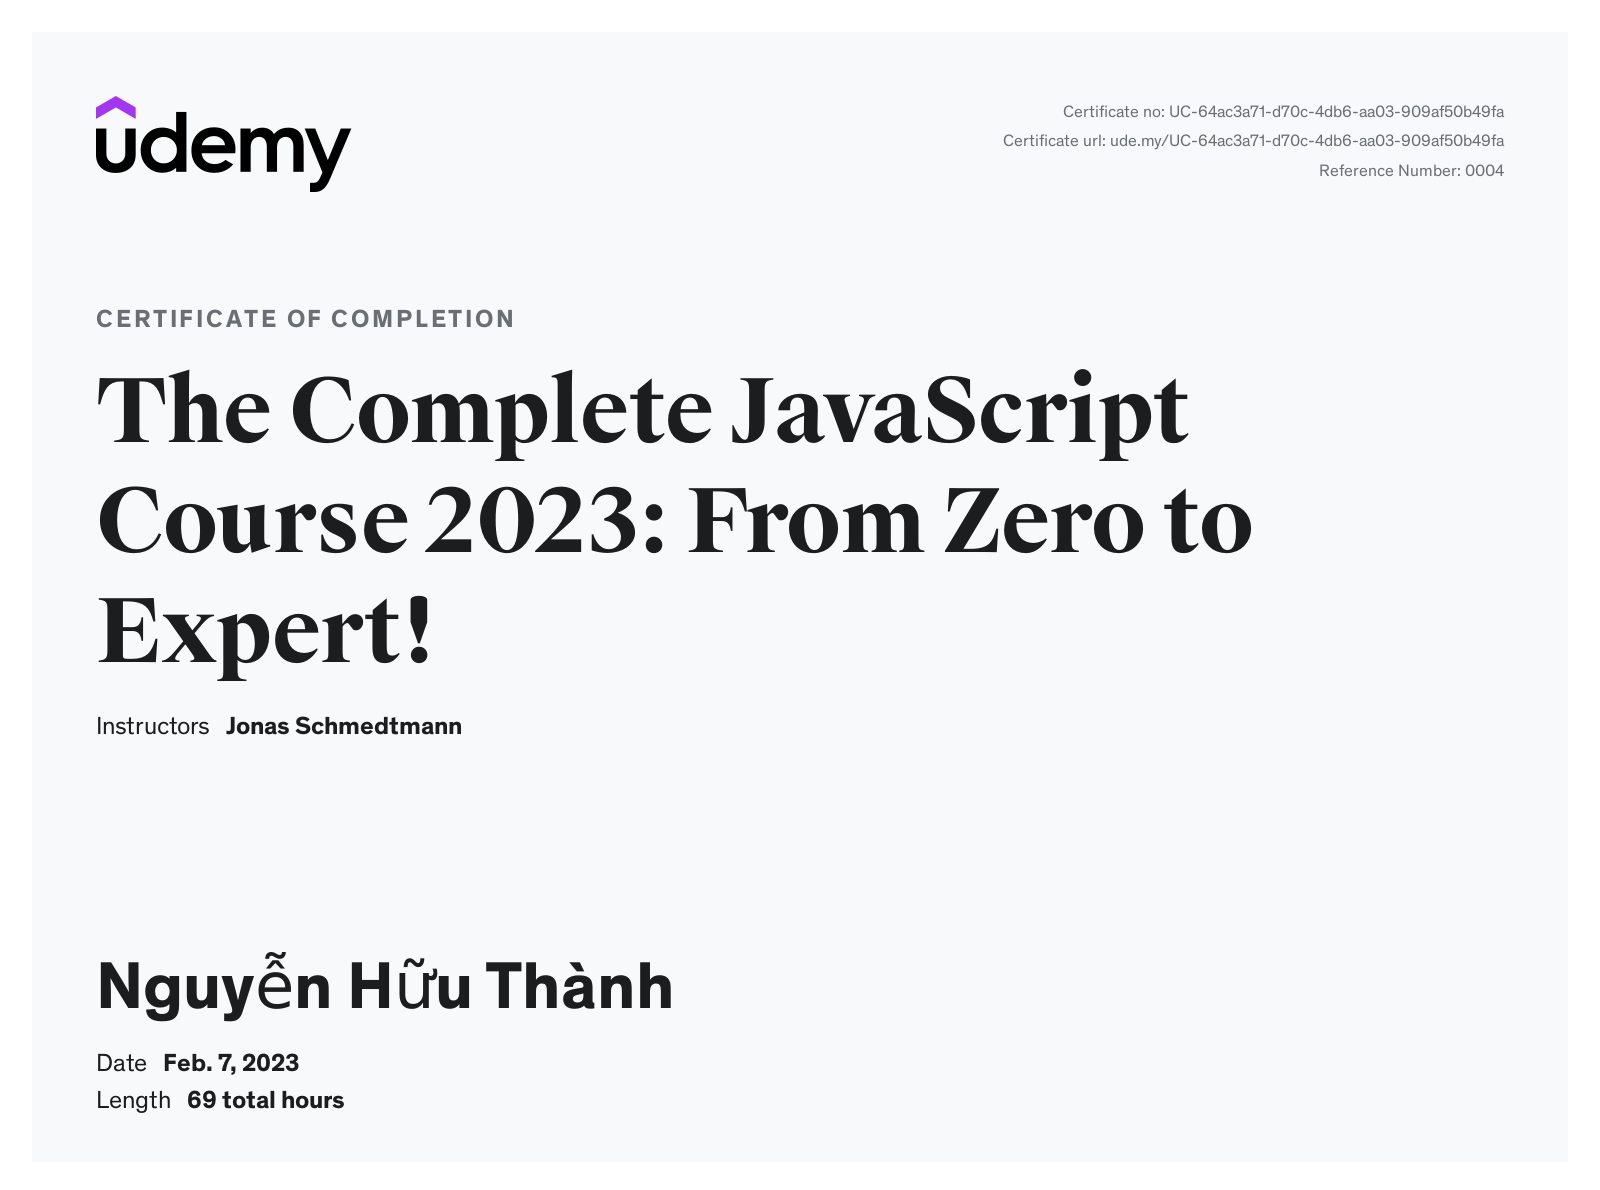 udemy
Certificate no: UC-64ac3a71-d70c-4db6-aa03-909af50b49fa
Certificate url: ude.my/UC-64ac3a71-d70c-4db6-aa03-909af50b49fa
Reference Number: 0004
CERTIFICATE OF COMPLETION
The Complete JavaScript
Course 2023: From Zero to
Expert!
Instructors Jonas Schmedtmann
Nguyễn Hữu Thành
Date Feb. 7, 2023
Length 69 total hours